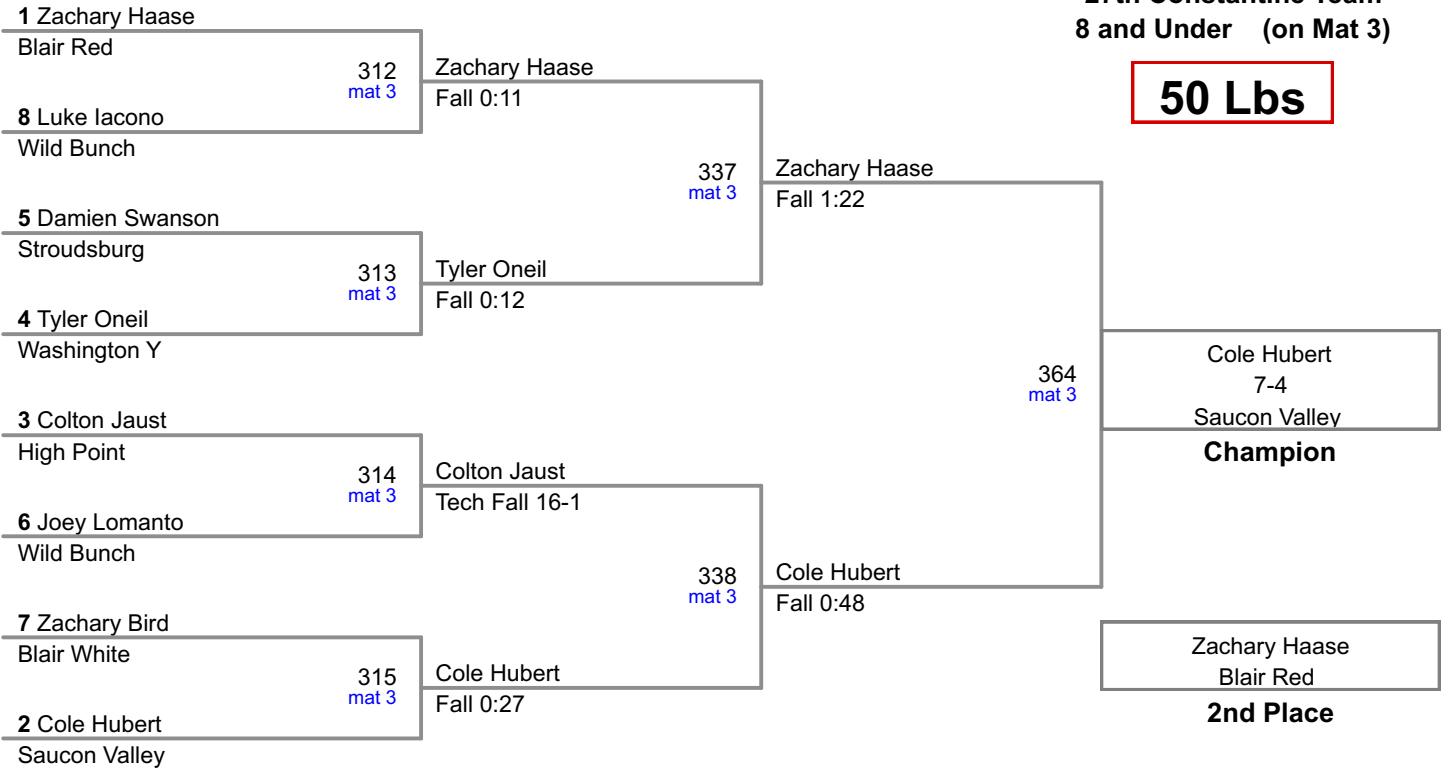 8 and Under (on Mat 3)
50 Lbs
1 Zachary Haase
Blair Red
312
mat 3
8 Luke Iacono
Wild Bunch
Zachary Haase
Fall 0:11
5 Damien Swanson
Stroudsburg
313
mat 3
4 Tyler Oneil
Washington Y
Tyler Oneil
Fall 0:12
337
mat 3
Zachary Haase
Fall 1:22
3 Colton Jaust
High Point
314
mat 3
6 Joey Lomanto
Wild Bunch
Colton Jaust
Tech Fall 16-1
7 Zachary Bird
Blair White
315
mat 3
2 Cole Hubert
Saucon Valley
Cole Hubert
Fall 0:27
338
mat 3
Cole Hubert
Fall 0:48
364
mat 3
Cole Hubert
7-4
Saucon Valley
Champion
Zachary Haase
Blair Red
2nd Place